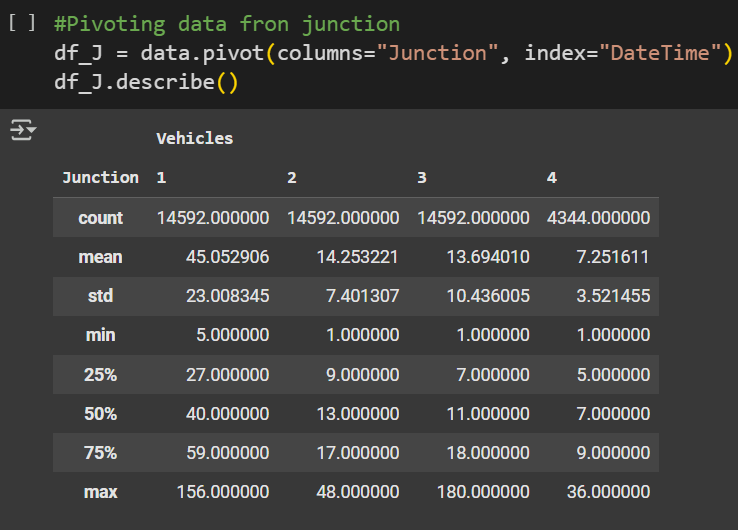 [ ] #Pivoting data fron junction
df_J = data.pivot(columns="Junction", index="DateTime")
df_J.describe()
Vehicles
Junction 1 2 3 4
count 14592.000000 14592.000000 14592.000000 4344.000000
mean 45.052906 14.253221 13.694010 7.251611
std 23.008345 7.401307 10.436005 3.521455
min 5.000000 1.000000 1.000000 1.000000
25% 27.000000 9.000000 7.000000 5.000000
50% 40.000000 13.000000 11.000000 7.000000
75% 59.000000 17.000000 18.000000 9.000000
max 156.000000 48.000000 180.000000 36.000000